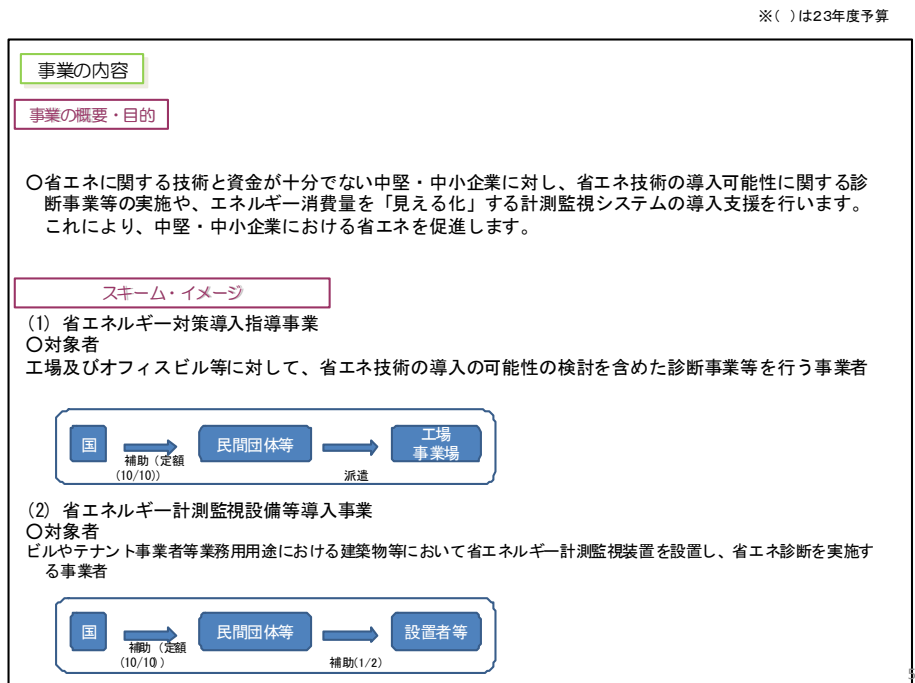 ※( )は23年度予算
事業の内容
事業の概要・目的
○省エネに関する技術と資金が十分でない中堅・中小企業に対し、省エネ技術の導入可能性に関する診
断事業等の実施や、エネルギー消費量を「見える化」する計測監視システムの導入支援を行います。
これにより、中堅・中小企業における省エネを促進します。
スキーム・イメージ
(1) 省エネルギー対策導入指導事業
○対象者
工場及びオフィスビル等に対して、省エネ技術の導入の可能性の検討を含めた診断事業等を行う事業者
国
補助（定額
(10/10)）
民間団体等
派遣
工場
事業場
(2) 省エネルギー計測監視設備等導入事業
○対象者
ビルやテナント事業者等業務用用途における建築物等において省エネルギー計測監視装置を設置し、省エネ診断を実施す
る事業者
国
補助（定額
(10/10)）
民間団体等
補助(1/2)
設置者等
5